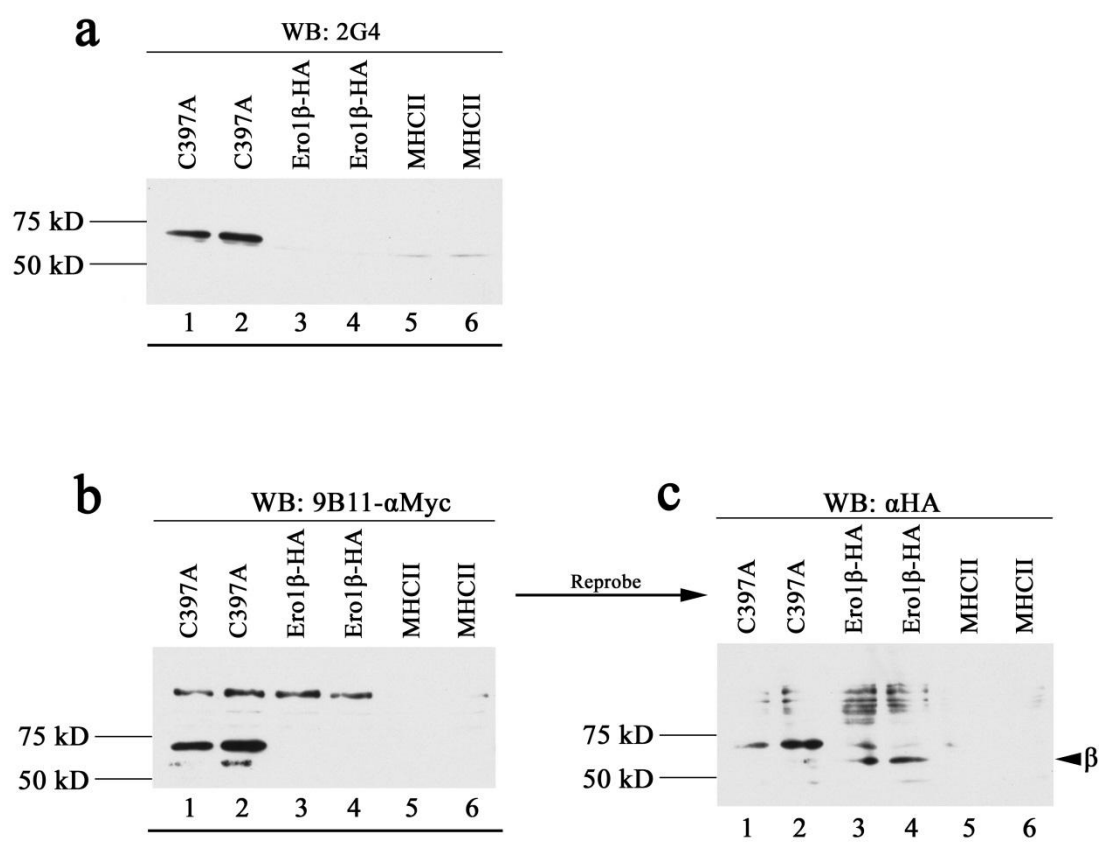 a
WB: 2G4
C397A C397A Ero1β-HA Ero1β-HA MHCII MHCII
75 kD
50 kD
1 2 3 4 5 6
b
WB: 9B11-αMyc
C397A C397A Ero1β-HA Ero1β-HA MHCII MHCII
75 kD
50 kD
1 2 3 4 5 6
Reprobe
c
WB: αHA
C397A C397A Ero1β-HA Ero1β-HA MHCII MHCII
75 kD
50 kD
β
1 2 3 4 5 6